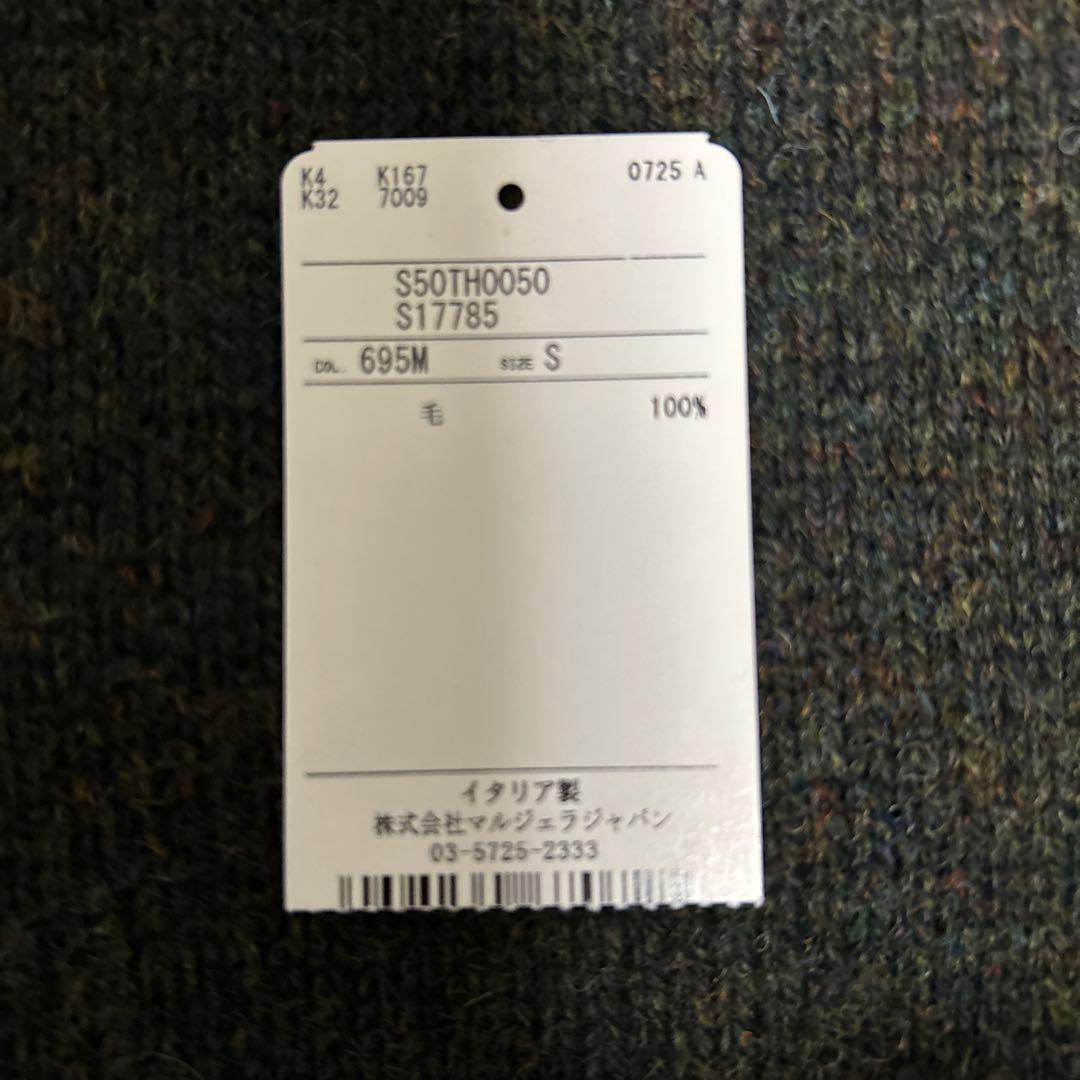 K4 K167 0725 A
K32 7009
S50TH0050
S17785
COL. 695M SIZE S
毛 100%
イタリア製
株式会社マルジェラジャパン
03-5725-2333